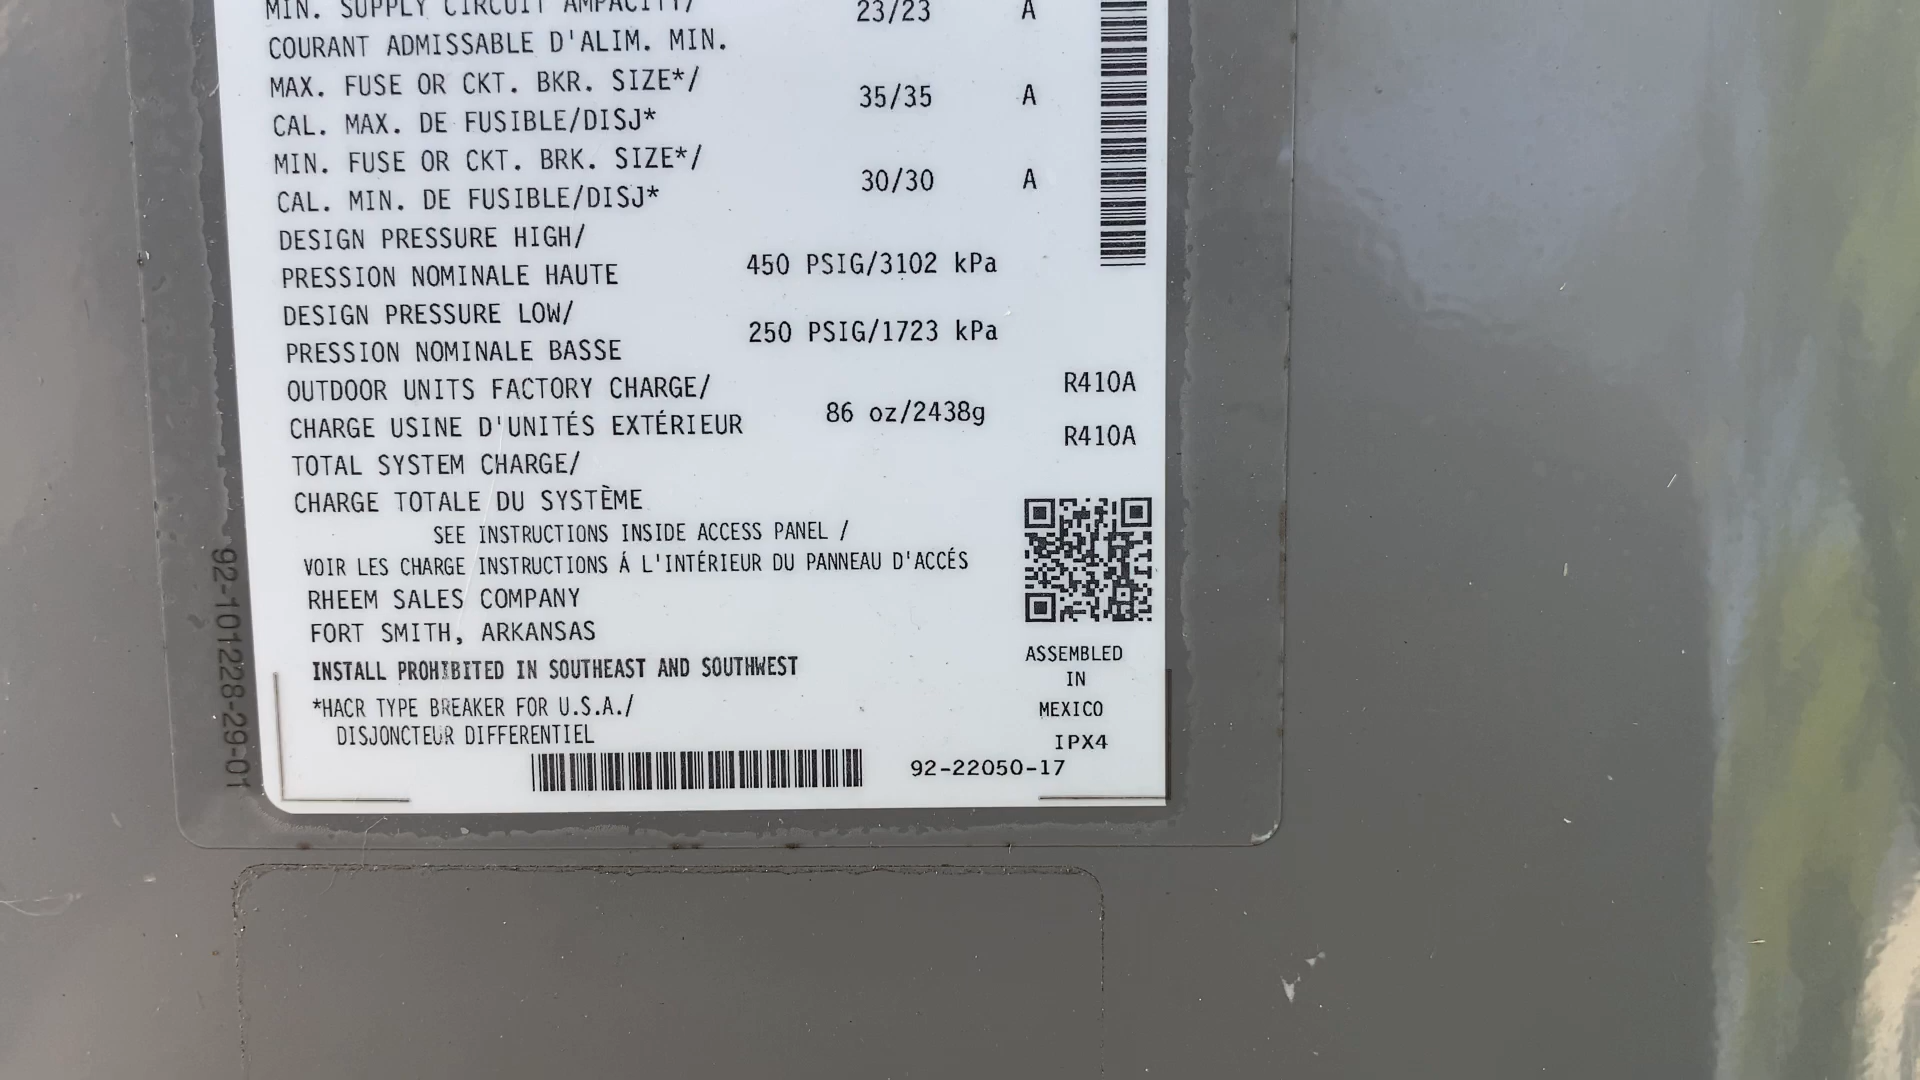 MIN. SUPPLY CIRCUIT AMPACITY/ 23/23 A
COURANT ADMISSABLE D'ALIM. MIN.
MAX. FUSE OR CKT. BKR. SIZE*/ 35/35 A
CAL. MAX. DE FUSIBLE/DISJ*
MIN. FUSE OR CKT. BRK. SIZE*/ 30/30 A
CAL. MIN. DE FUSIBLE/DISJ*
DESIGN PRESSURE HIGH/
PRESSION NOMINALE HAUTE 450 PSIG/3102 kPa
DESIGN PRESSURE LOW/
PRESSION NOMINALE BASSE 250 PSIG/1723 kPa
OUTDOOR UNITS FACTORY CHARGE/ R410A
CHARGE USINE D'UNITÉS EXTÉRIEUR 86 oz/2438g R410A
TOTAL SYSTEM CHARGE/
CHARGE TOTALE DU SYSTÈME
SEE INSTRUCTIONS INSIDE ACCESS PANEL /
VOIR LES CHARGE INSTRUCTIONS Á L'INTÉRIEUR DU PANNEAU D'ACCÉS
RHEEM SALES COMPANY
FORT SMITH, ARKANSAS
INSTALL PROHIBITED IN SOUTHEAST AND SOUTHWEST
*HACR TYPE BREAKER FOR U.S.A./
DISJONCTEUR DIFFERENTIEL
ASSEMBLED
IN
MEXICO
IPX4
92-22050-17
92-101228-29-01